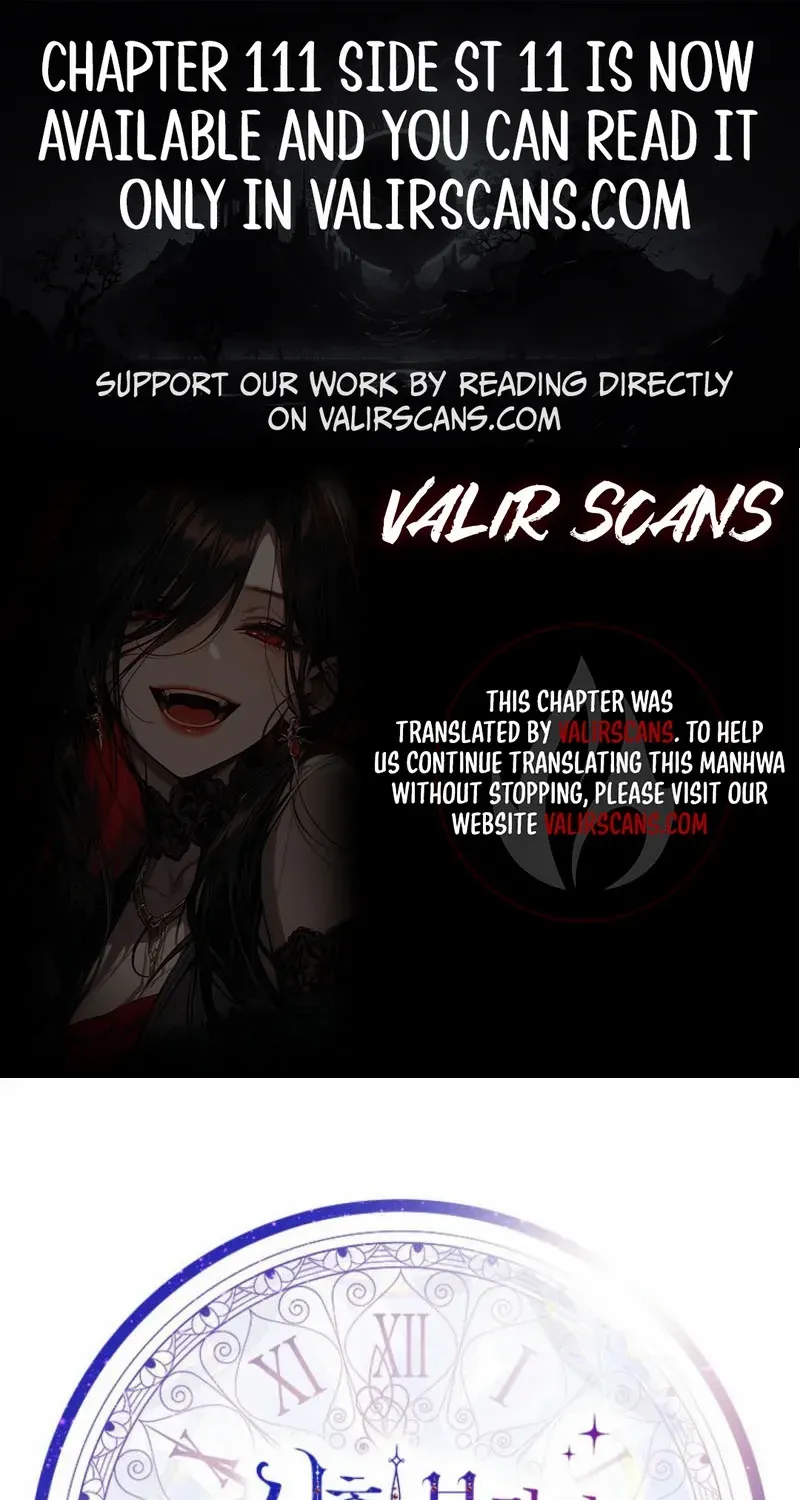 CHAPTER 111 SIDE ST 11 IS NOW
AVAILABLE AND YOU CAN READ IT
ONLY IN VALIRSCANS.COM
SUPPORT OUR WORK BY READING DIRECTLY
ON VALIRSCANS.COM
VALIR SCANS
THIS CHAPTER WAS
TRANSLATED BY VALIRSCANS. TO HELP
US CONTINUE TRANSLATING THIS MANHWA
WITHOUT STOPPING, PLEASE VISIT OUR
WEBSITE VALIRSCANS.COM
XII
XI
I
X